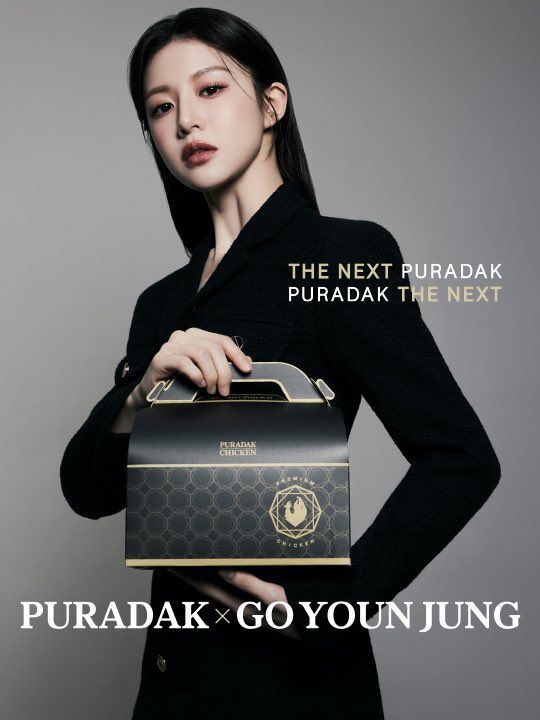 THE NEXT PURADAK
PURADAK THE NEXT
PURADAK
CHICKEN
PREMIUM
CHICKEN
PURADAK × GO YOUN JUNG